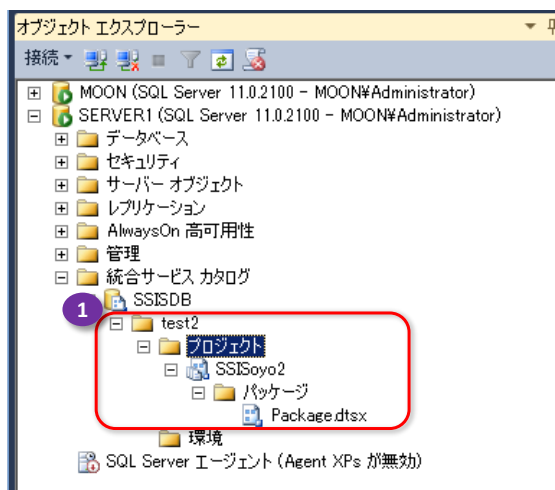 オブジェクト エクスプローラー
接続
MOON (SQL Server 11.0.2100 - MOON¥Administrator)
SERVER1 (SQL Server 11.0.2100 - MOON¥Administrator)
データベース
セキュリティ
サーバー オブジェクト
レプリケーション
AlwaysOn 高可用性
管理
統合サービス カタログ
SSISDB
1
test2
プロジェクト
SSISoyo2
パッケージ
Package.dtsx
環境
SQL Server エージェント (Agent XPs が無効)